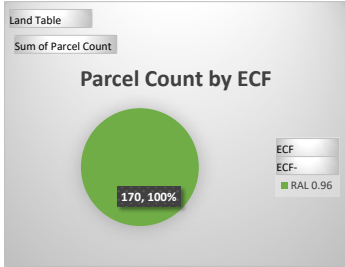 Land Table
Sum of Parcel Count
Parcel Count by ECF
170, 100%
ECF
ECF-
RAL 0.96